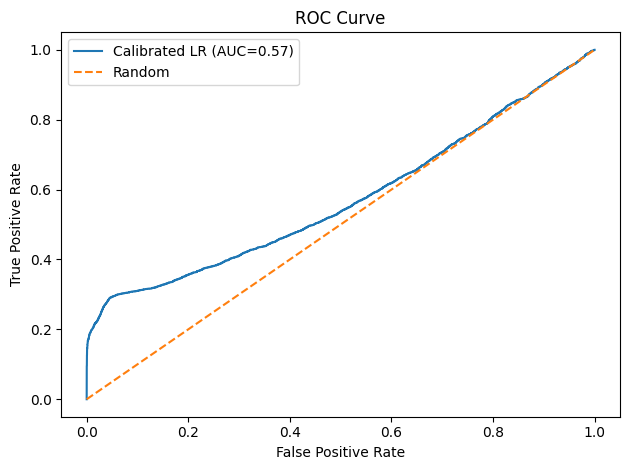 ROC Curve
Calibrated LR (AUC=0.57)
Random
True Positive Rate
1.0
0.8
0.6
0.4
0.2
0.0
0.0 0.2 0.4 0.6 0.8 1.0
False Positive Rate